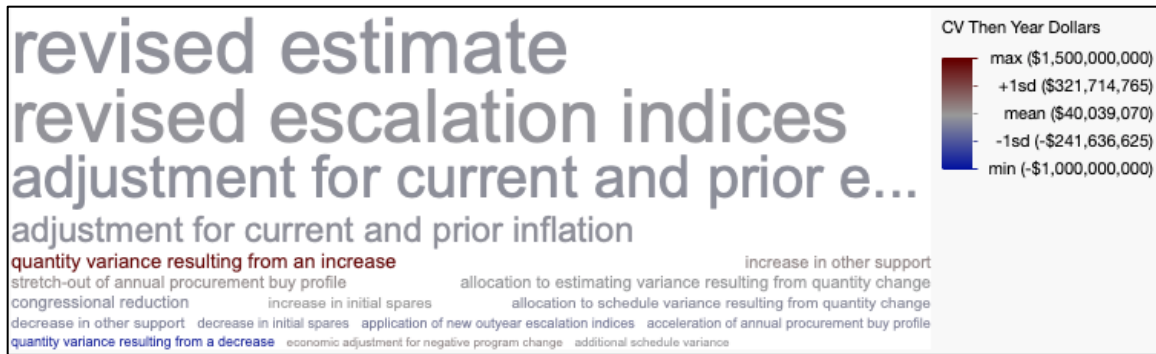 revised estimate
revised escalation indices
adjustment for current and prior e...
adjustment for current and prior inflation
quantity variance resulting from an increase increase in other support
stretch-out of annual procurement buy profile allocation to estimating variance resulting from quantity change
congressional reduction increase in initial spares allocation to schedule variance resulting from quantity change
decrease in other support decrease in initial spares application of new outyear escalation indices acceleration of annual procurement buy profile
quantity variance resulting from a decrease economic adjustment for negative program change additional schedule variance
CV Then Year Dollars
max ($1,500,000,000)
+1sd ($321,714,765)
mean ($40,039,070)
-1sd (-$241,636,625)
min (-$1,000,000,000)